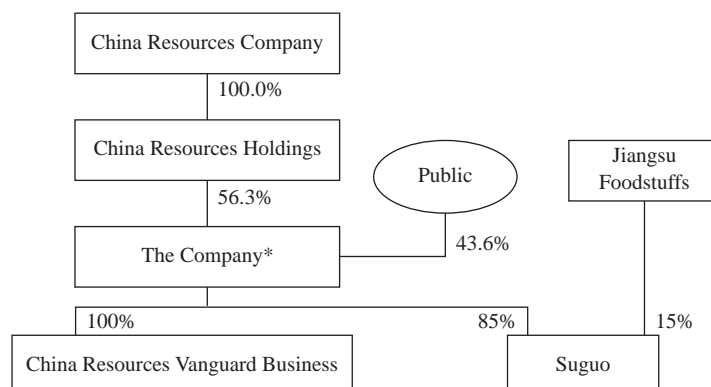 China Resources Company
100.0%
China Resources Holdings
Public
Jiangsu
Foodstuffs
56.3%
The Company*
43.6%
100%
85%
15%
China Resources Vanguard Business
Suguo